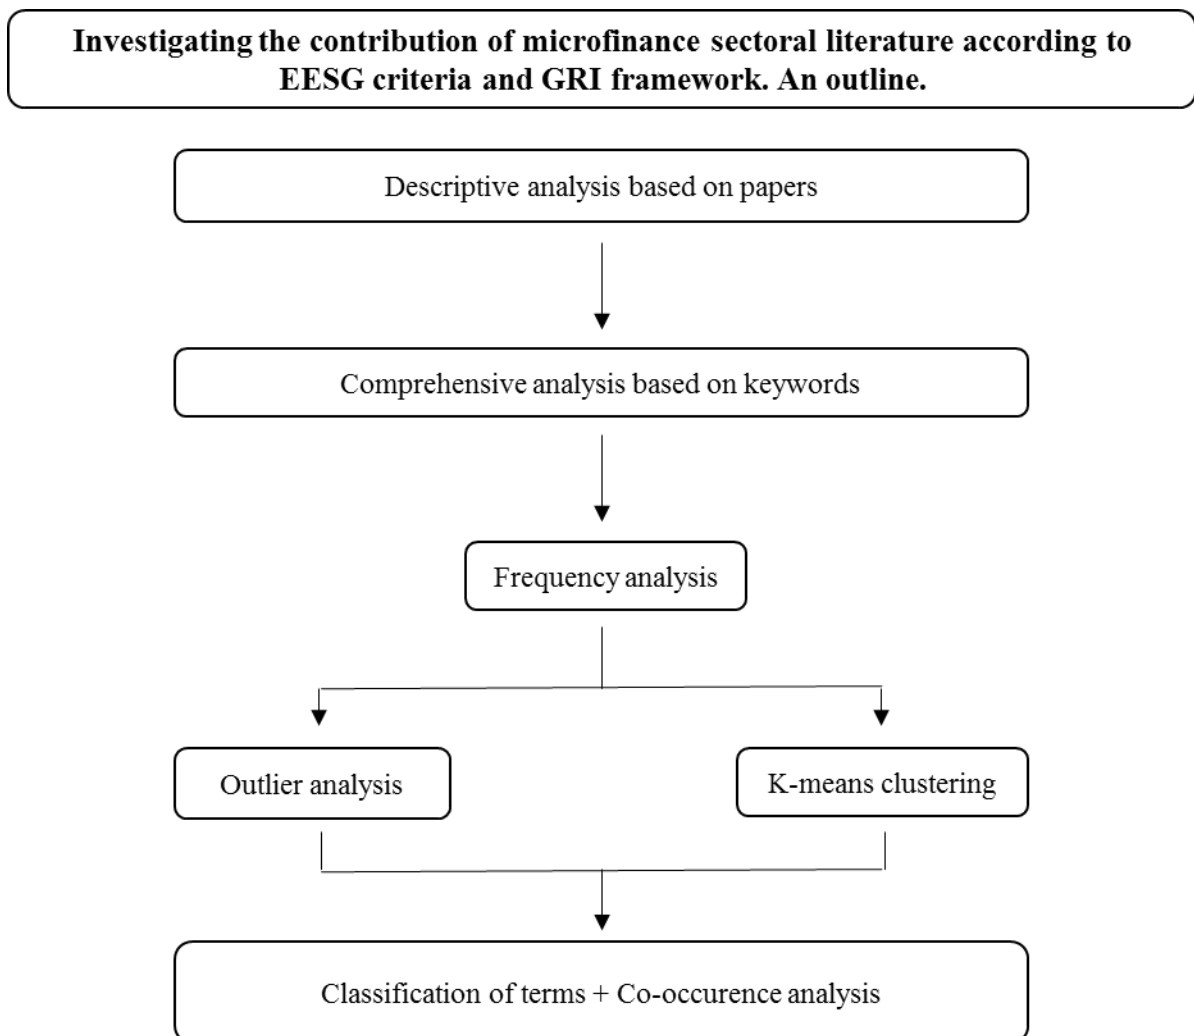 Investigating the contribution of microfinance sectoral literature according to
EESG criteria and GRI framework. An outline.
Descriptive analysis based on papers
Comprehensive analysis based on keywords
Frequency analysis
Outlier analysis
K-means clustering
Classification of terms + Co-occurence analysis